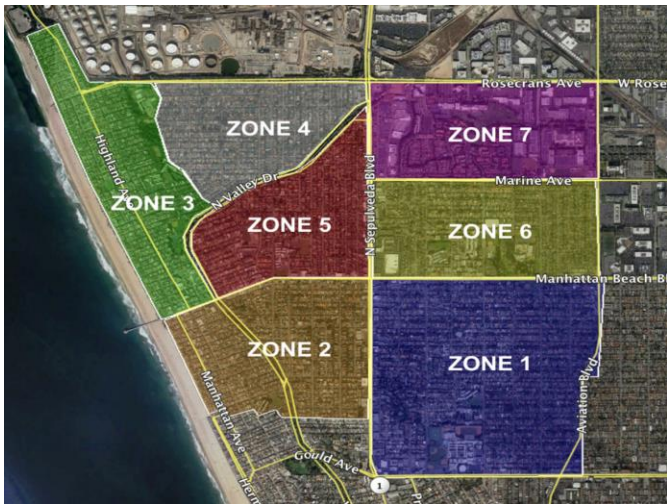 Rosecrans Ave
W Rose
ZONE 4
ZONE 7
Highland A
N Valley Dr
N Sepulveda Blvd
Marine Ave
ZONE 3
ZONE 5
ZONE 6
Manhattan Beach Bl
ZONE 2
ZONE 1
Manhattan Ave
Aviation Blvd
Gould Ave
Herm
1